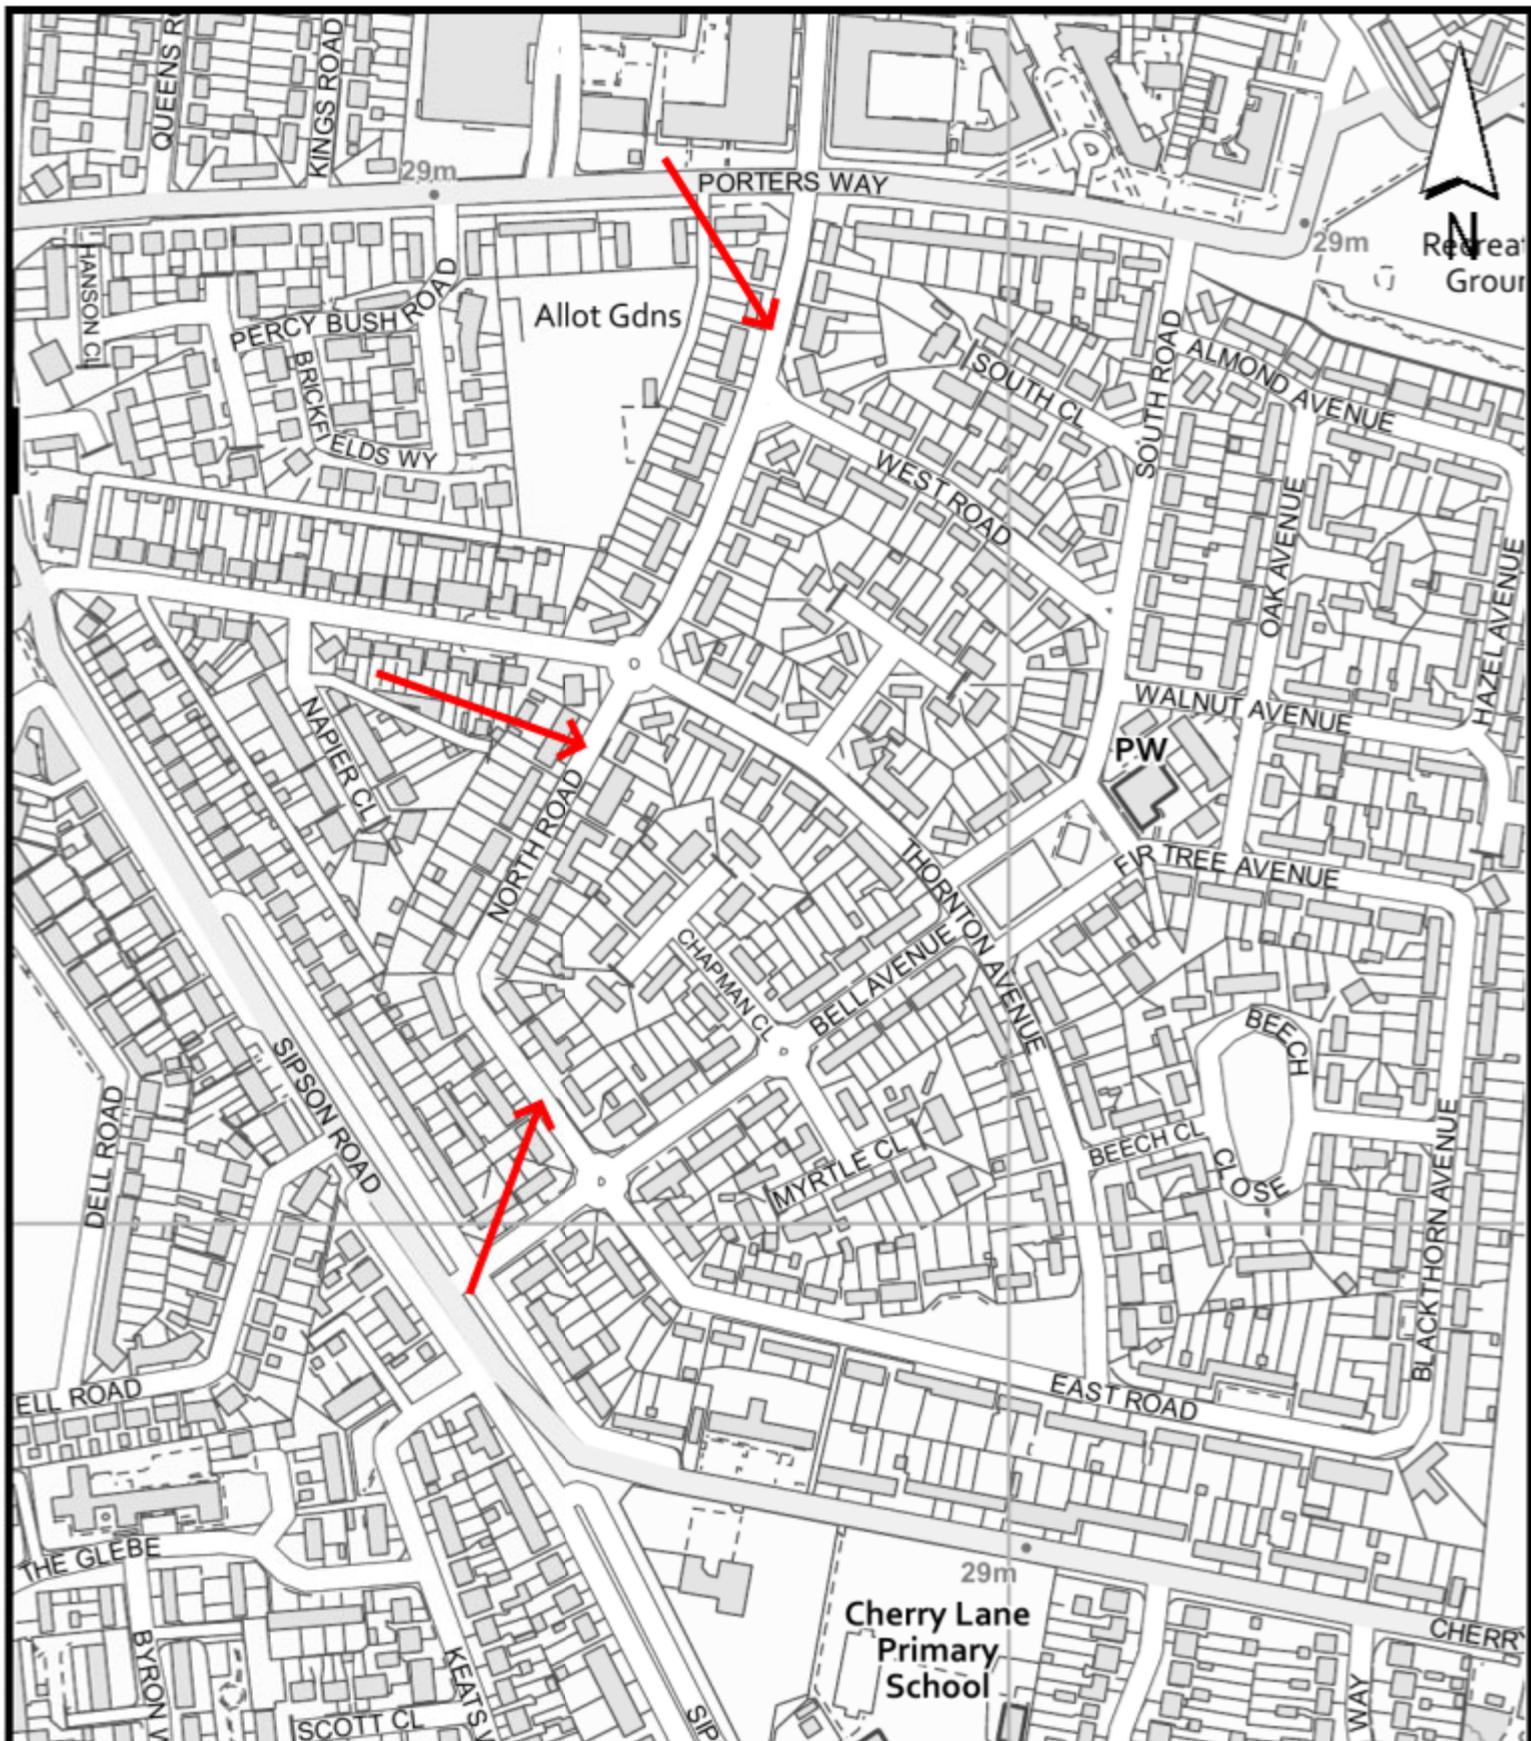 QUEENS R
KINGS ROAD
29m
PORTERS WAY
N
29m
Recreat
Groun
HANSON CL
PERCY BUSH ROAD
BRICKFIELDS WY
Allot Gdns
SOUTH CL
SOUTH ROAD
ALMOND AVENUE
WEST ROAD
OAK AVENUE
HAZEL AVENUE
WALNUT AVENUE
PW
NAPIER CL
NORTH ROAD
FIR TREE AVENUE
THORNTON AVENUE
CHAPMAN CL
BELL AVENUE
BEECH
CLOSE
BEECH CL
MYRTLE CL
SIPSON ROAD
DELL ROAD
BLACKTHORN AVENUE
ELL ROAD
EAST ROAD
THE GLEBE
29m
Cherry Lane
Primary
School
CHERRY
BYRON W
KEATS W
SCOTT CL
SIP
WAY